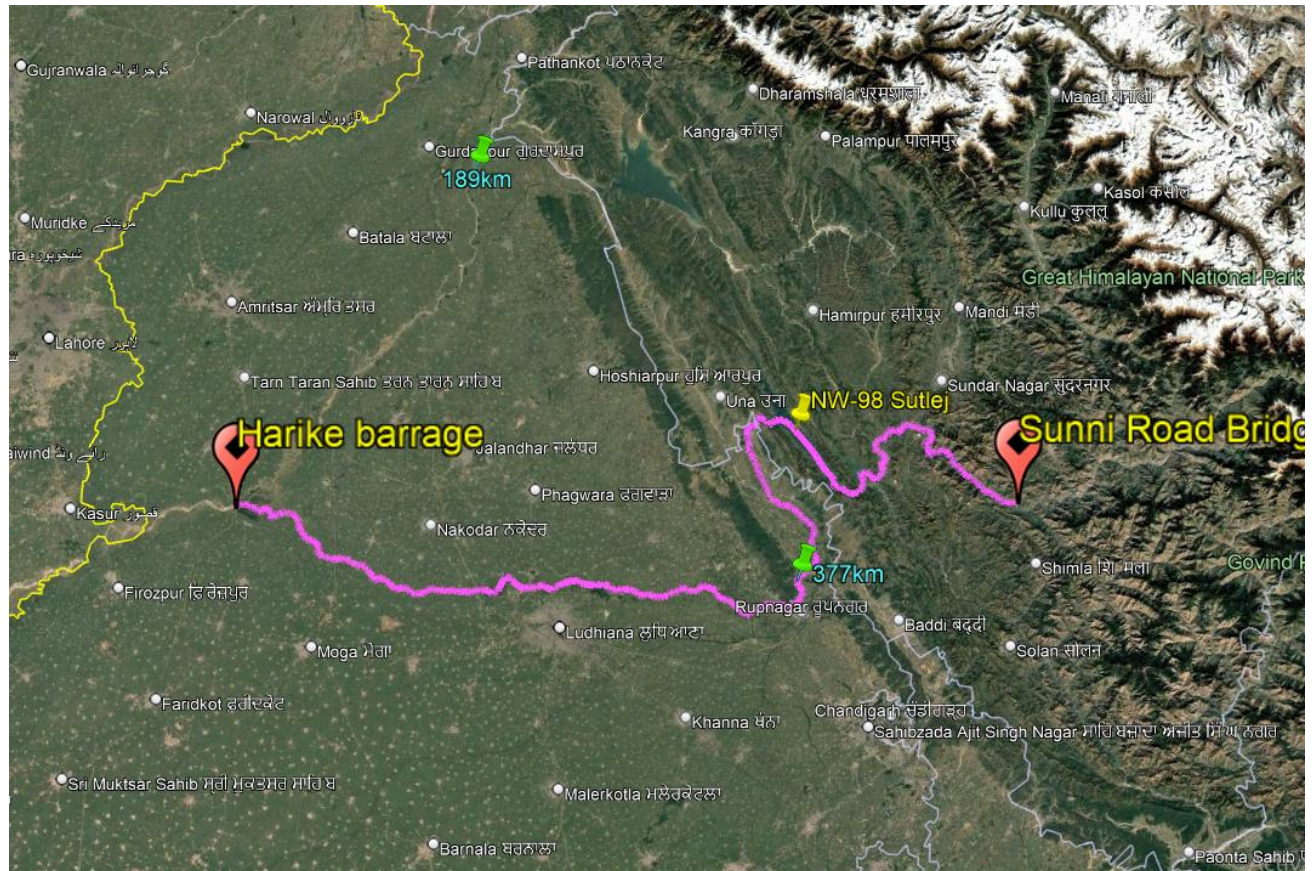 Pathankot ਪਠਾਨਕੋਟ
Gujranwala گوجرانوالہ
Dharamshala धर्मशाला
Manali मनाली
Narowal نارووال
Kangra काँगड़ा
Palampur पालमपुर
Gurdaspur ਗੁਰਦਾਸਪੁਰ
189km
Kasol कसोल
Kullu कुल्लू
Muridke مریدکے
Batala ਬਟਾਲਾ
Great Himalayan National Park
Amritsar ਅੰਮ੍ਰਿਤਸਰ
Hamirpur हमीरपुर
Mandi मंडी
Lahore لاہور
Hoshiarpur ਹੁਸ਼ਿਆਰਪੁਰ
Tarn Taran Sahib ਤਰਨ ਤਾਰਨ ਸਾਹਿਬ
Sundar Nagar सुंदरनगर
Una उना
NW-98 Sutlej
Harike barrage
Sunni Road Bridg
Jalandhar ਜਲੰਧਰ
aiwind رائے ونڈ
Phagwara ਫਗਵਾੜਾ
Kasur قصور
Nakodar ਨਕੋਦਰ
377km
Shimla शिमला
Govind
Firozpur ਫ਼ਿਰੋਜ਼ਪੁਰ
Rupnagar ਰੂਪਨਗਰ
Baddi बद्दी
Ludhiana ਲੁਧਿਆਣਾ
Moga ਮੋਗਾ
Solan सोलन
Faridkot ਫ਼ਰੀਦਕੋਟ
Khanna ਖੰਨਾ
Chandigarh ਚੰਡੀਗੜ੍ਹ
Sahibzada Ajit Singh Nagar ਸਾਹਿਬਜ਼ਾਦਾ ਅਜੀਤ ਸਿੰਘ ਨਗਰ
Sri Muktsar Sahib ਸ੍ਰੀ ਮੁਕਤਸਰ ਸਾਹਿਬ
Malerkotla ਮਲੇਰਕੋਟਲਾ
Barnala ਬਰਨਾਲਾ
Paonta Sahib